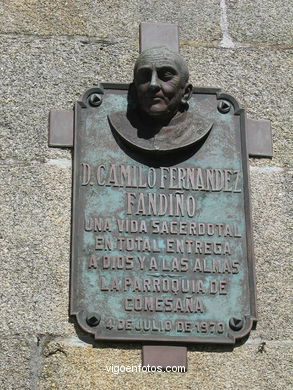 D. CAMILO FERNANDEZ
FANDIÑO
UNA VIDA SACERDOTAL
EN TOTAL ENTREGA
A DIOS Y A LAS ALMAS
LA PARROQUIA DE
COMESAÑA
4 DE JULIO DE 1970
www.vigoenfotos.com